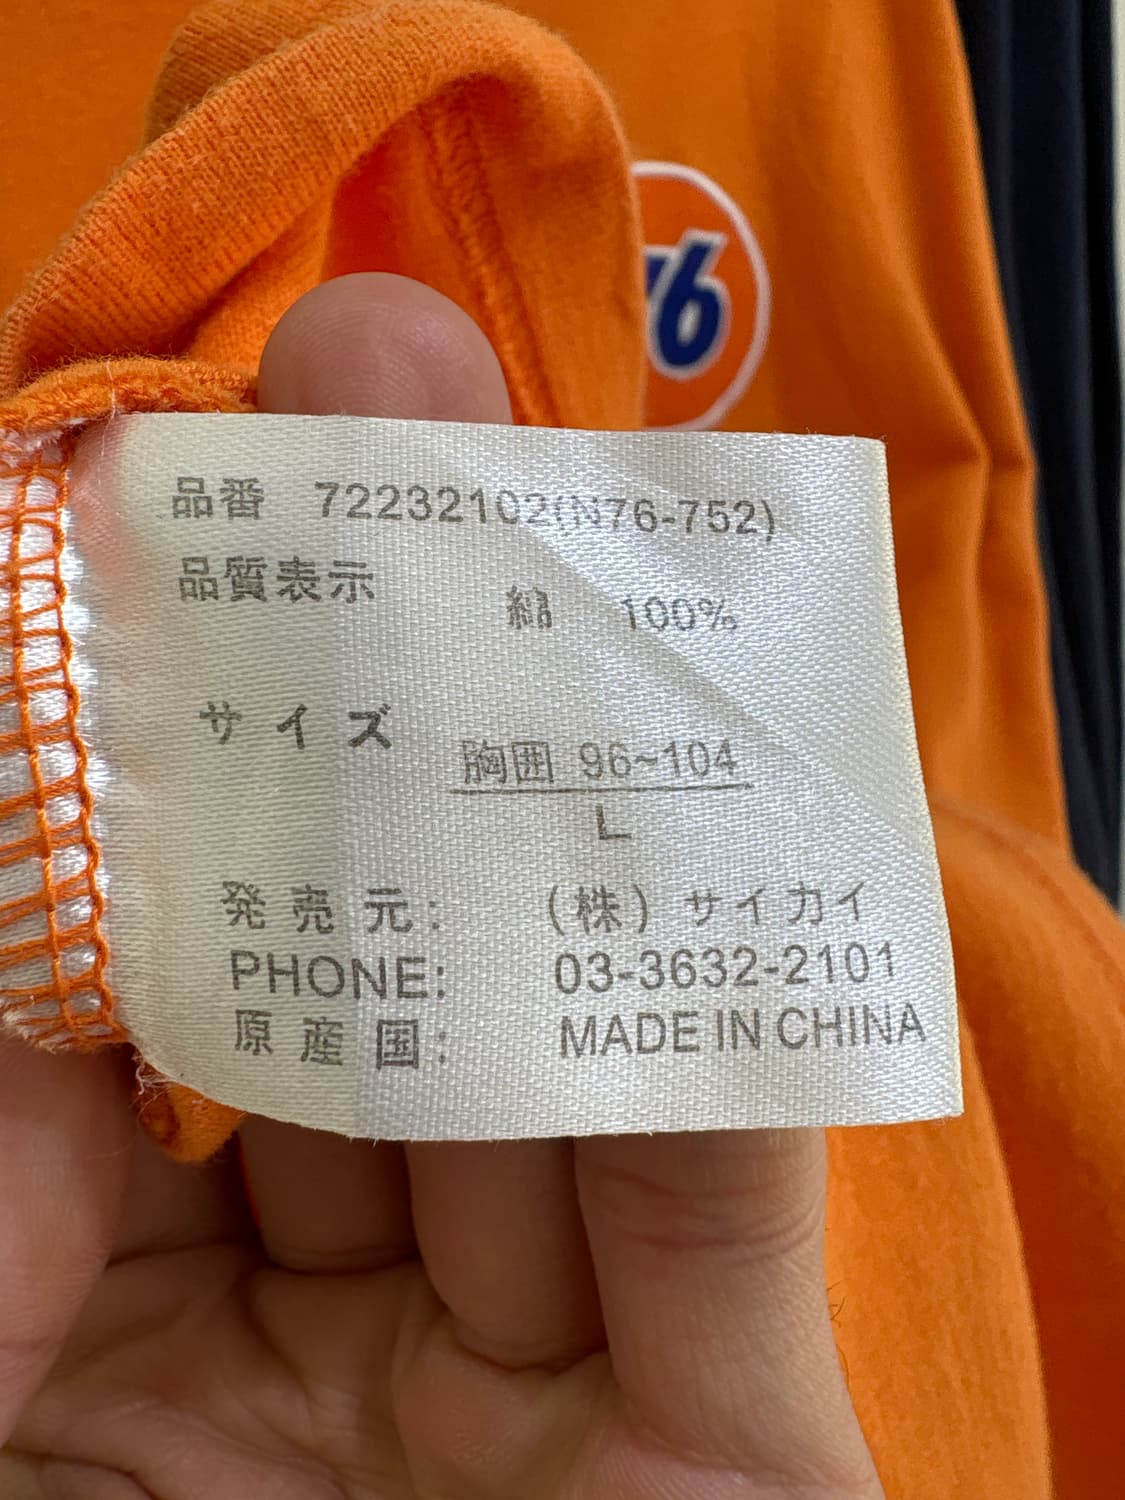 76
品番 72232102(N76-752)
品質表示
綿 100%
サイズ
胸囲 96~104
L
発売元: (株) サイカイ
PHONE: 03-3632-2101
原産国: MADE IN CHINA